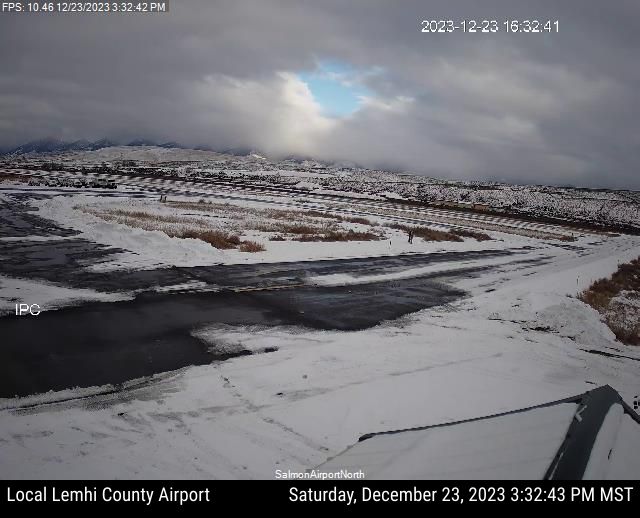 FPS: 10.46 12/23/2023 3:32:42 PM
2023-12-23 16:32:41
IPC
SalmonAirportNorth
Local Lemhi County Airport
Saturday, December 23, 2023 3:32:43 PM MST